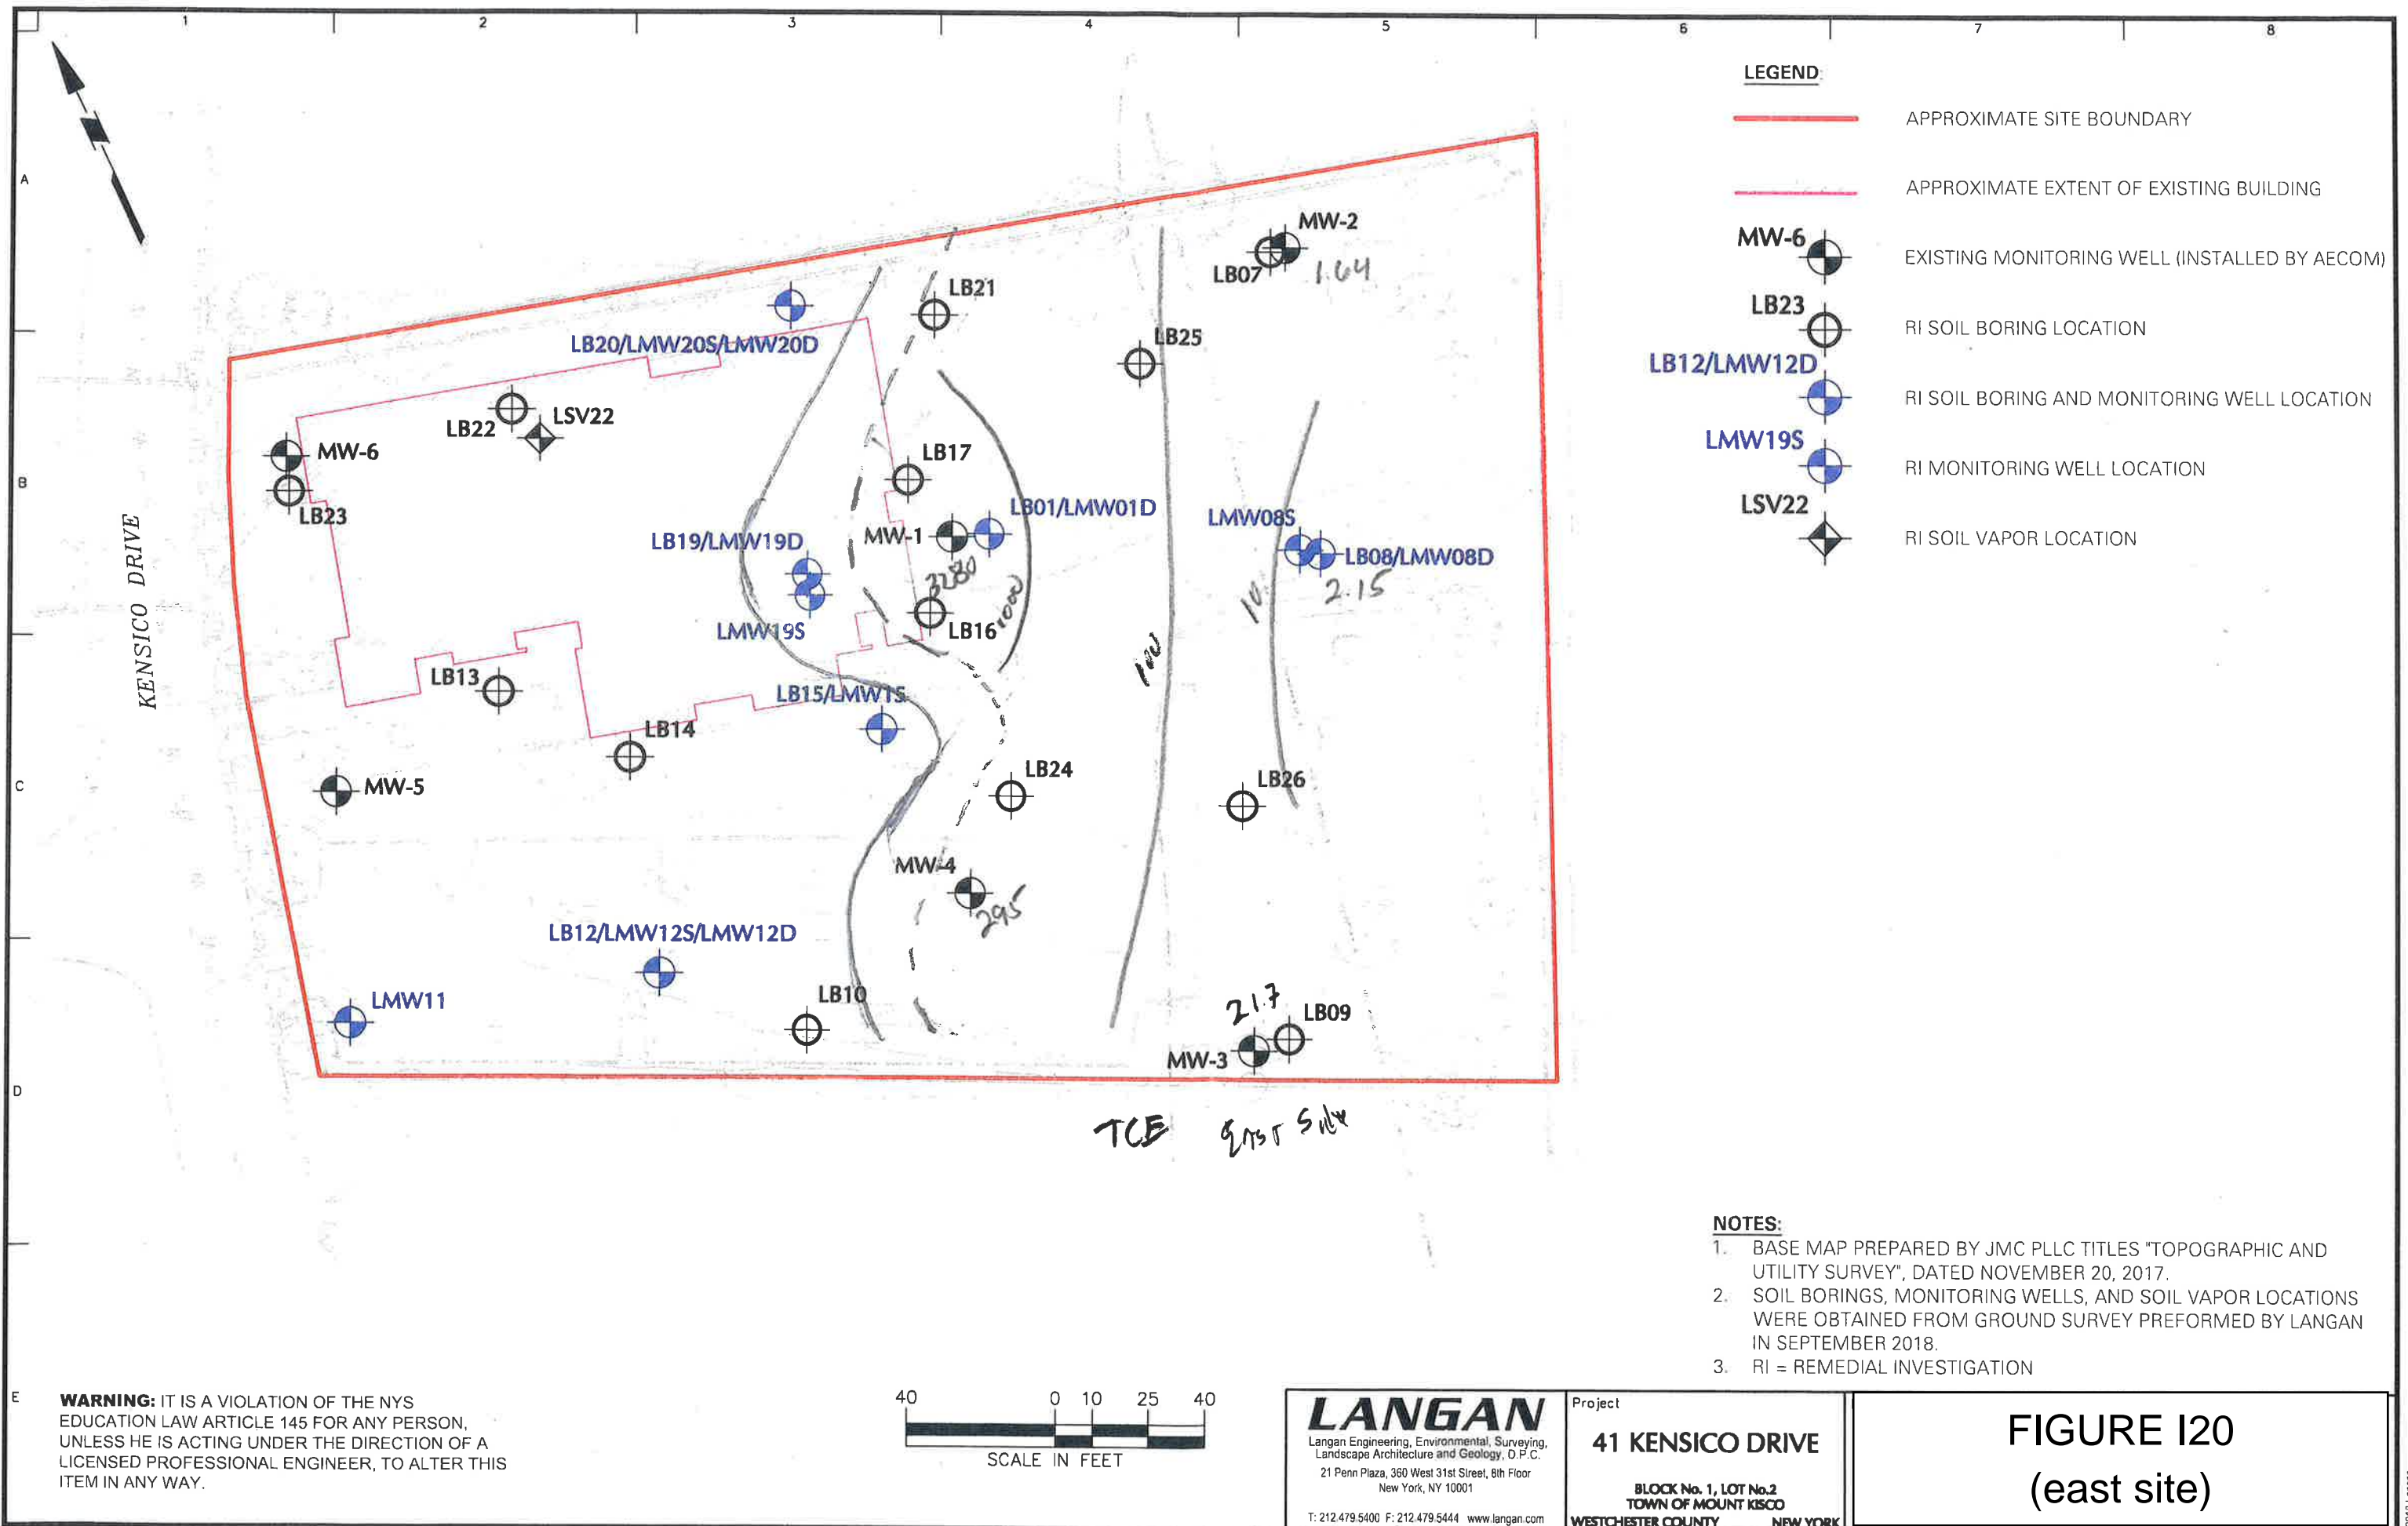 1 2 3 4 5 6 7 8
A
B
C
D
E
LEGEND:
APPROXIMATE SITE BOUNDARY
APPROXIMATE EXTENT OF EXISTING BUILDING
MW-6
EXISTING MONITORING WELL (INSTALLED BY AECOM)
LB23
RI SOIL BORING LOCATION
LB12/LMW12D
RI SOIL BORING AND MONITORING WELL LOCATION
LMW19S
RI MONITORING WELL LOCATION
LSV22
RI SOIL VAPOR LOCATION
MW-2
LB07
1.64
LB21
LB25
LB20/LMW20S/LMW20D
LB22
LSV22
MW-6
LB23
LB17
LB01/LMW01D
MW-1
3280
1000
LB19/LMW19D
LMW19S
LB16
LMW08S
LB08/LMW08D
2.15
10
100
KENSICO DRIVE
LB13
LB15/LMW15
LB14
MW-5
LB24
LB26
MW-4
295
LB12/LMW12S/LMW12D
LMW11
LB10
21.7
LB09
MW-3
TCE East Side
NOTES:
1. BASE MAP PREPARED BY JMC PLLC TITLES "TOPOGRAPHIC AND
UTILITY SURVEY", DATED NOVEMBER 20, 2017.
2. SOIL BORINGS, MONITORING WELLS, AND SOIL VAPOR LOCATIONS
WERE OBTAINED FROM GROUND SURVEY PREFORMED BY LANGAN
IN SEPTEMBER 2018.
3. RI = REMEDIAL INVESTIGATION
WARNING: IT IS A VIOLATION OF THE NYS
EDUCATION LAW ARTICLE 145 FOR ANY PERSON,
UNLESS HE IS ACTING UNDER THE DIRECTION OF A
LICENSED PROFESSIONAL ENGINEER, TO ALTER THIS
ITEM IN ANY WAY.
40 0 10 25 40
SCALE IN FEET
LANGAN
Langan Engineering, Environmental, Surveying,
Landscape Architecture and Geology, D.P.C.
21 Penn Plaza, 360 West 31st Street, 8th Floor
New York, NY 10001
T: 212.479.5400 F: 212.479.5444 www.langan.com
Project
41 KENSICO DRIVE
BLOCK No. 1, LOT No.2
TOWN OF MOUNT KISCO
WESTCHESTER COUNTY NEW YORK
FIGURE I20
(east site)